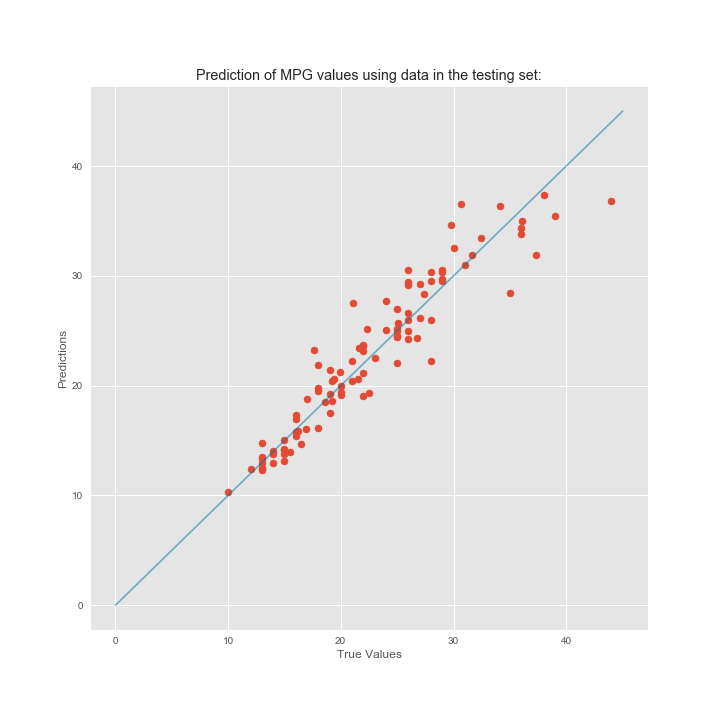 Prediction of MPG values using data in the testing set:
40
30
20
10
0
Predictions
0 10 20 30 40
True Values